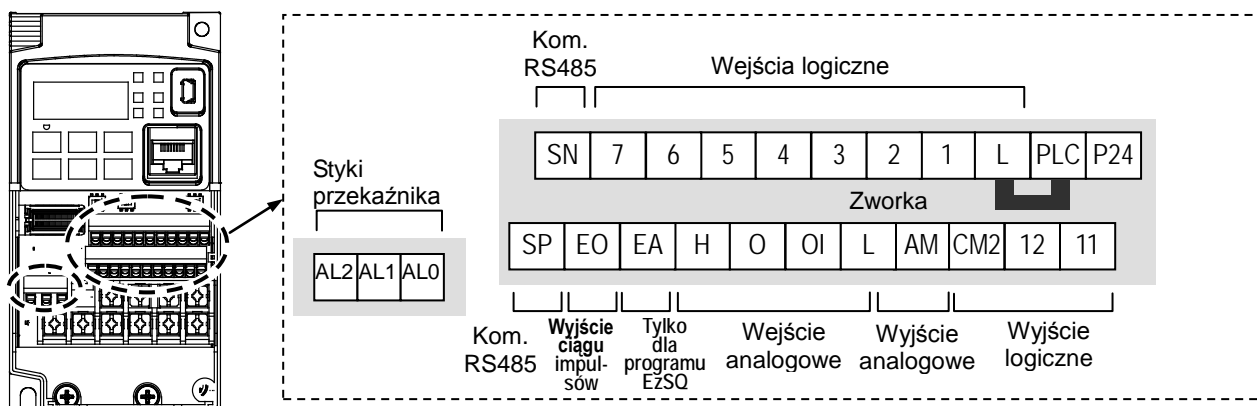 Kom.
RS485
Wejścia logiczne
SN 7 6 5 4 3 2 1 L PLC P24
Styki
przekaźnika
Zworka
AL2 AL1 AL0
SP EO EA H O OI L AM CM2 12 11
Kom.
RS485
Wyjście
ciągu
impul-
sów
Tylko
dla
programu
EzSQ
Wejście
analogowe
Wyjście
analogowe
Wyjście
logiczne